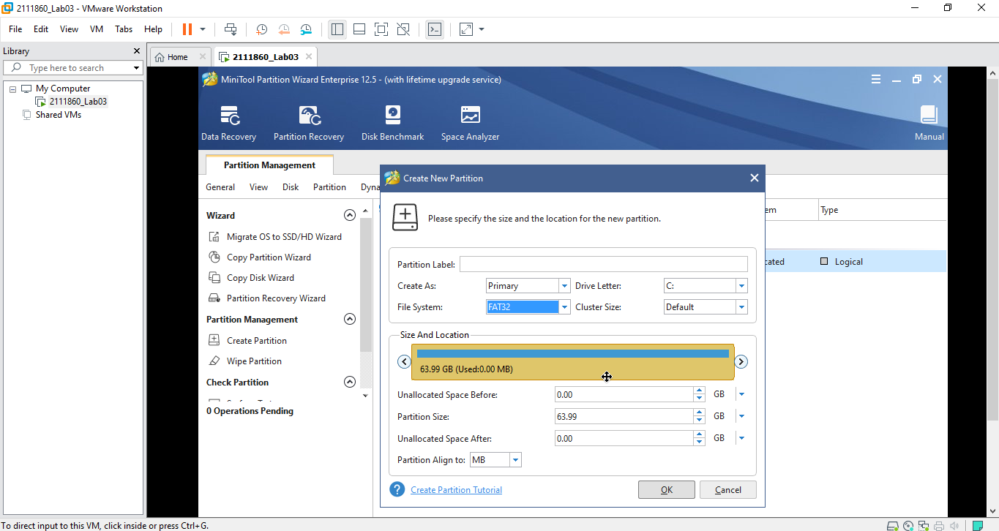 2111860_Lab03 - VMware Workstation
File Edit View VM Tabs Help
Library
Type here to search
My Computer
2111860_Lab03
Shared VMs
Home
2111860_Lab03
MiniTool Partition Wizard Enterprise 12.5 - (with lifetime upgrade service)
Data Recovery Partition Recovery Disk Benchmark Space Analyzer Manual
Partition Management
General View Disk Partition Dyna
Wizard
Migrate OS to SSD/HD Wizard
Copy Partition Wizard
Copy Disk Wizard
Partition Recovery Wizard
Partition Management
Create Partition
Wipe Partition
Check Partition
0 Operations Pending
em Type
cated Logical
Create New Partition
Please specify the size and the location for the new partition.
Partition Label:
Create As: Primary Drive Letter: C:
File System: FAT32 Cluster Size: Default
Size And Location
63.99 GB (Used:0.00 MB)
Unallocated Space Before: 0.00 GB
Partition Size: 63.99 GB
Unallocated Space After: 0.00 GB
Partition Align to: MB
? Create Partition Tutorial
OK Cancel
To direct input to this VM, click inside or press Ctrl+G.